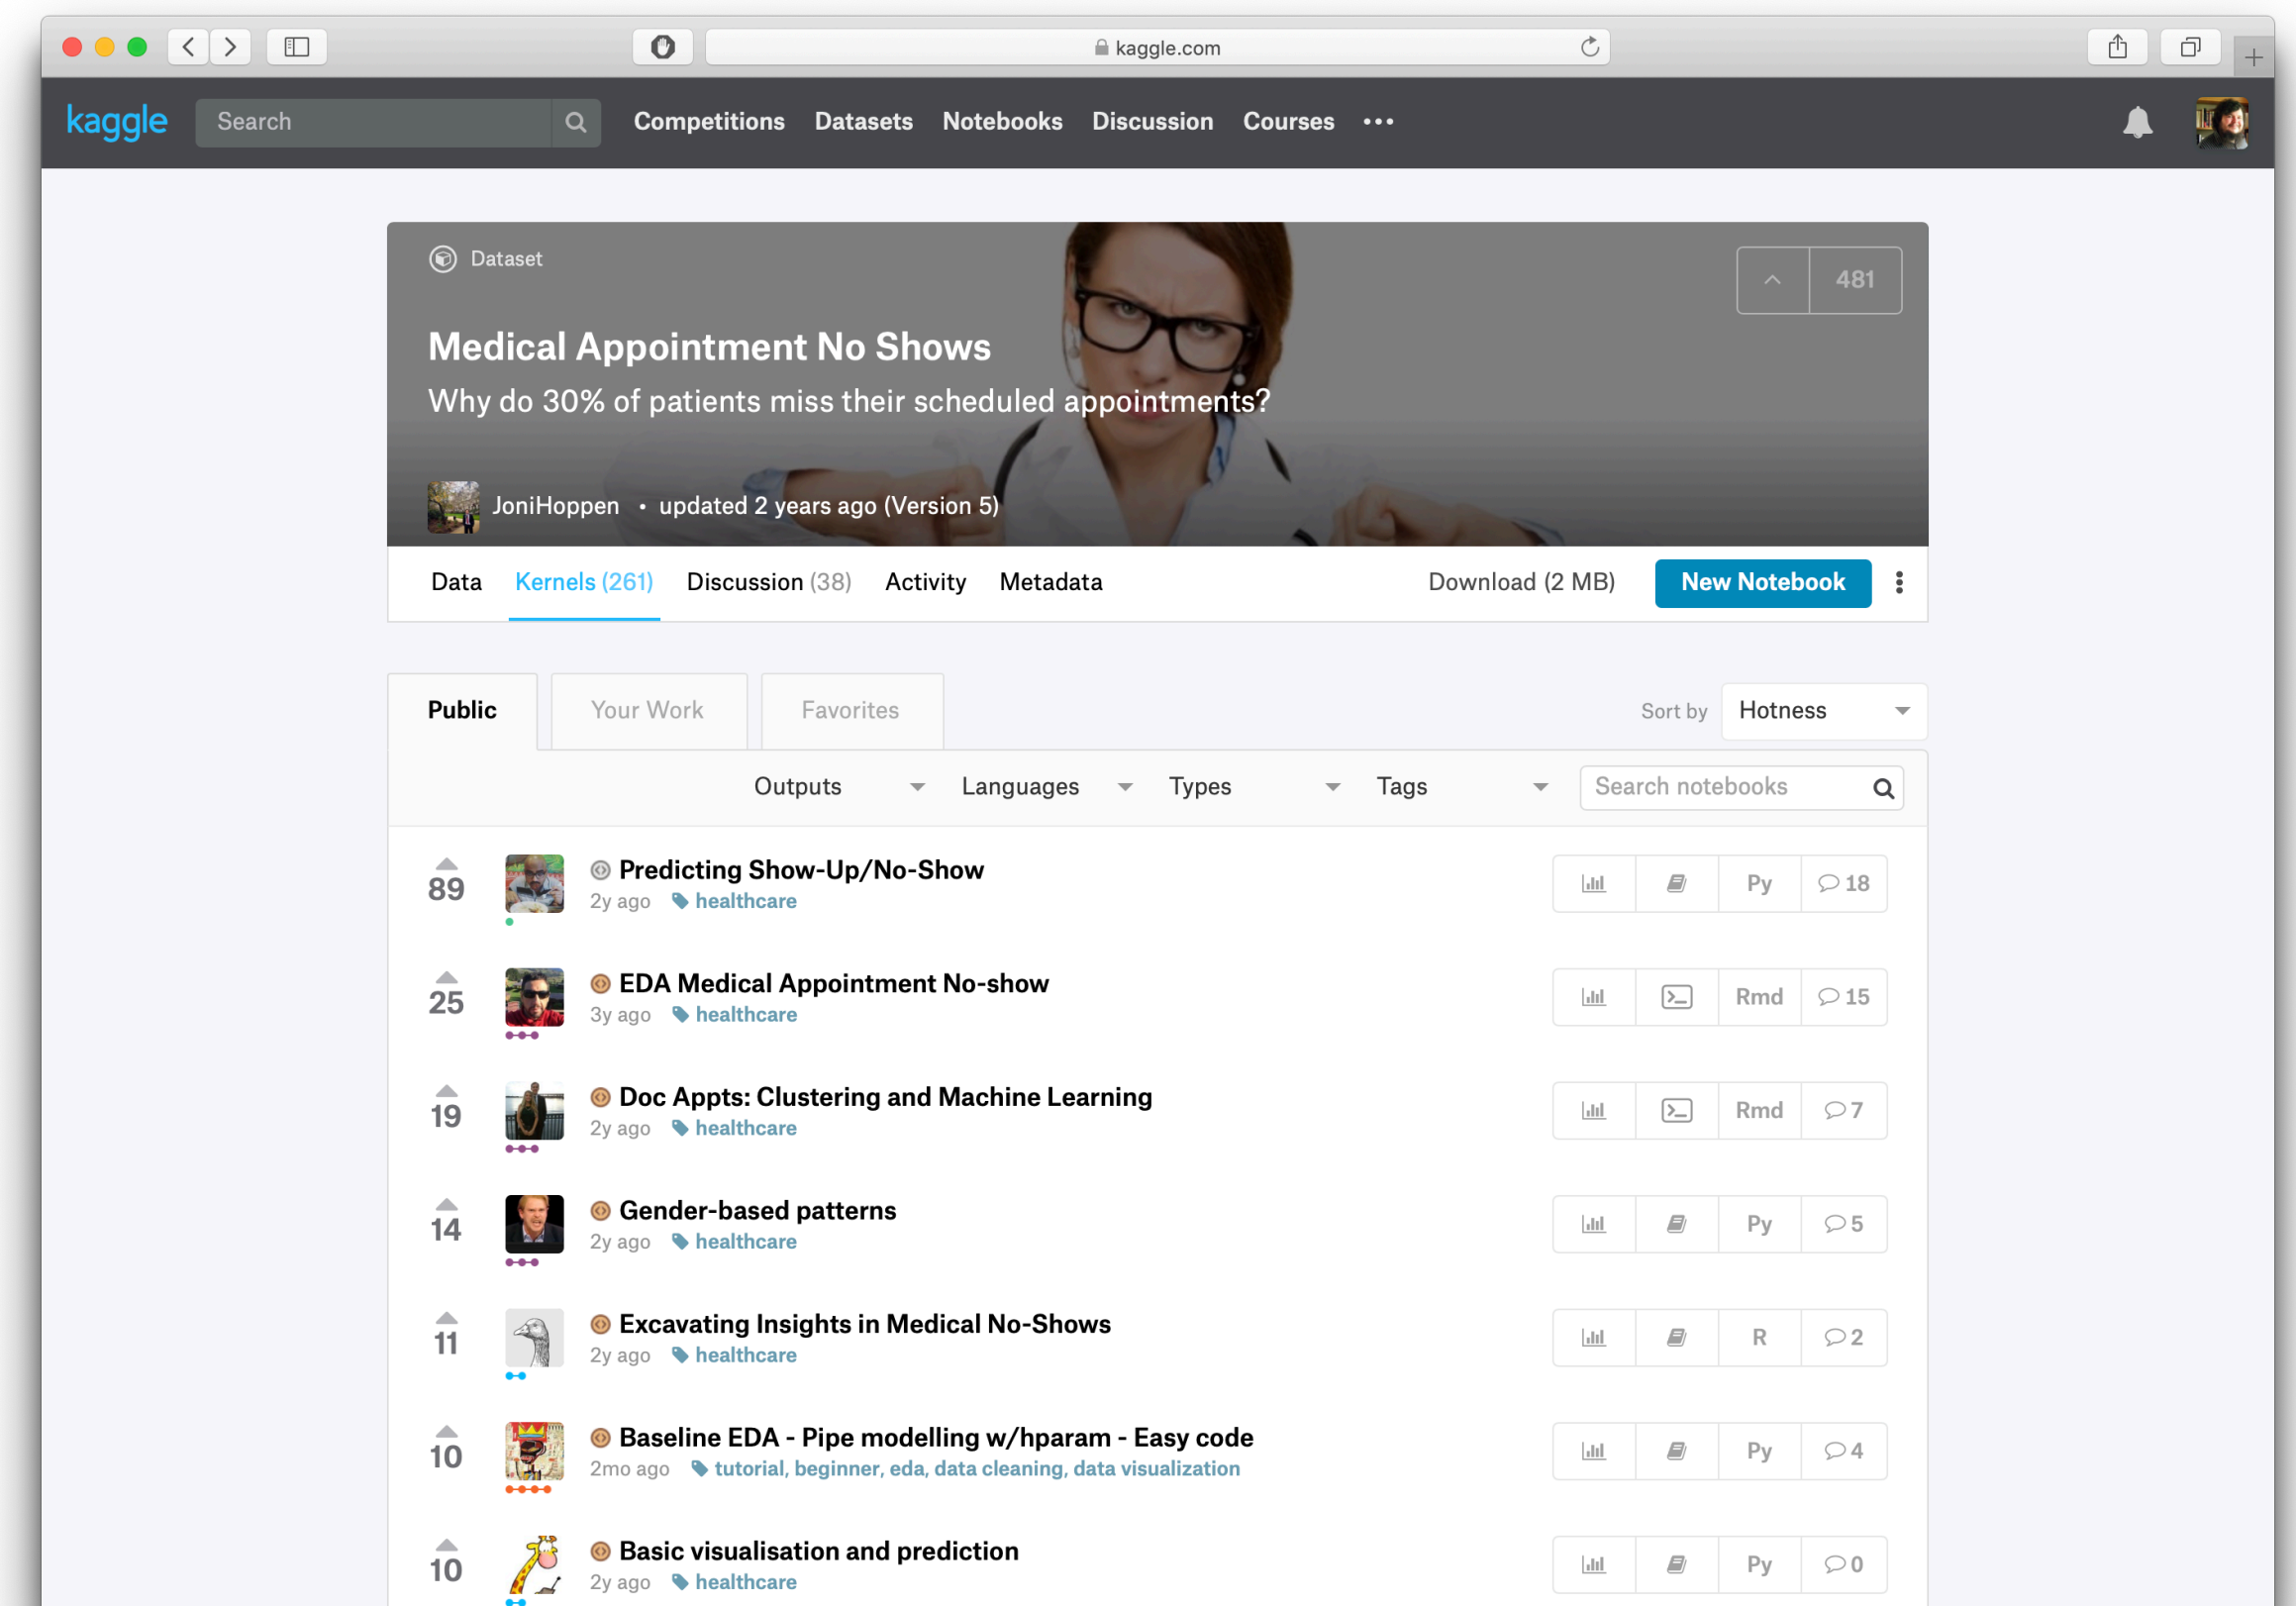 kaggle.com
kaggle Search Competitions Datasets Notebooks Discussion Courses
Dataset
481
Medical Appointment No Shows
Why do 30% of patients miss their scheduled appointments?
JoniHoppen • updated 2 years ago (Version 5)
Data Kernels (261) Discussion (38) Activity Metadata Download (2 MB) New Notebook
Public Your Work Favorites Sort by Hotness
Outputs Languages Types Tags Search notebooks
89 Predicting Show-Up/No-Show Py 18
2y ago healthcare
25 EDA Medical Appointment No-show Rmd 15
3y ago healthcare
19 Doc Appts: Clustering and Machine Learning Rmd 7
2y ago healthcare
14 Gender-based patterns Py 5
2y ago healthcare
11 Excavating Insights in Medical No-Shows R 2
2y ago healthcare
10 Baseline EDA - Pipe modelling w/hparam - Easy code Py 4
2mo ago tutorial, beginner, eda, data cleaning, data visualization
10 Basic visualisation and prediction Py 0
2y ago healthcare